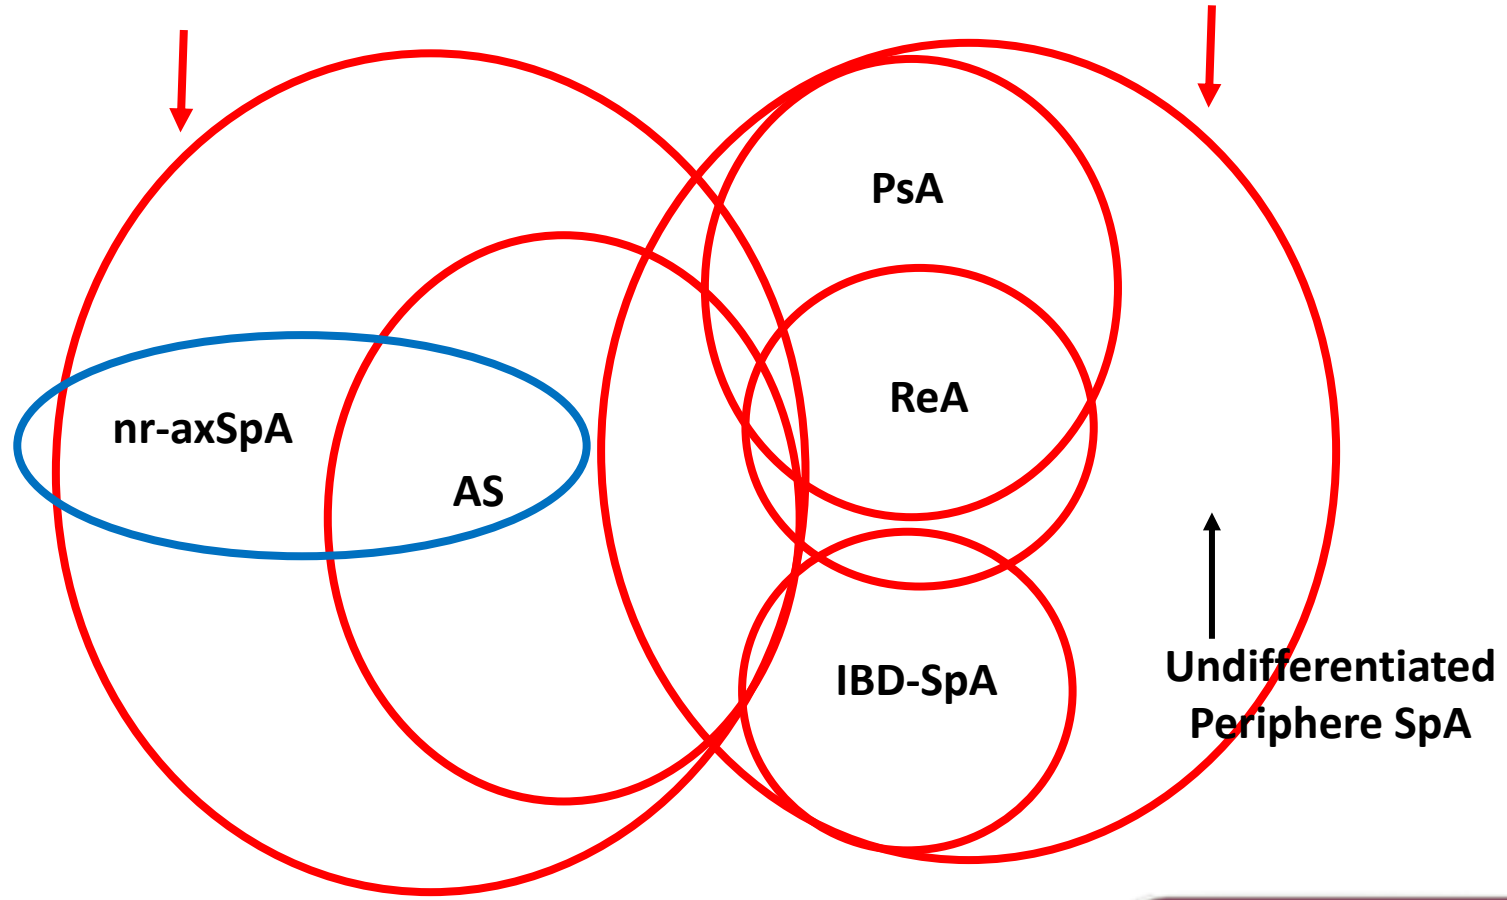 PsA
ReA
nr-axSpA
AS
IBD-SpA
Undifferentiated
Periphere SpA